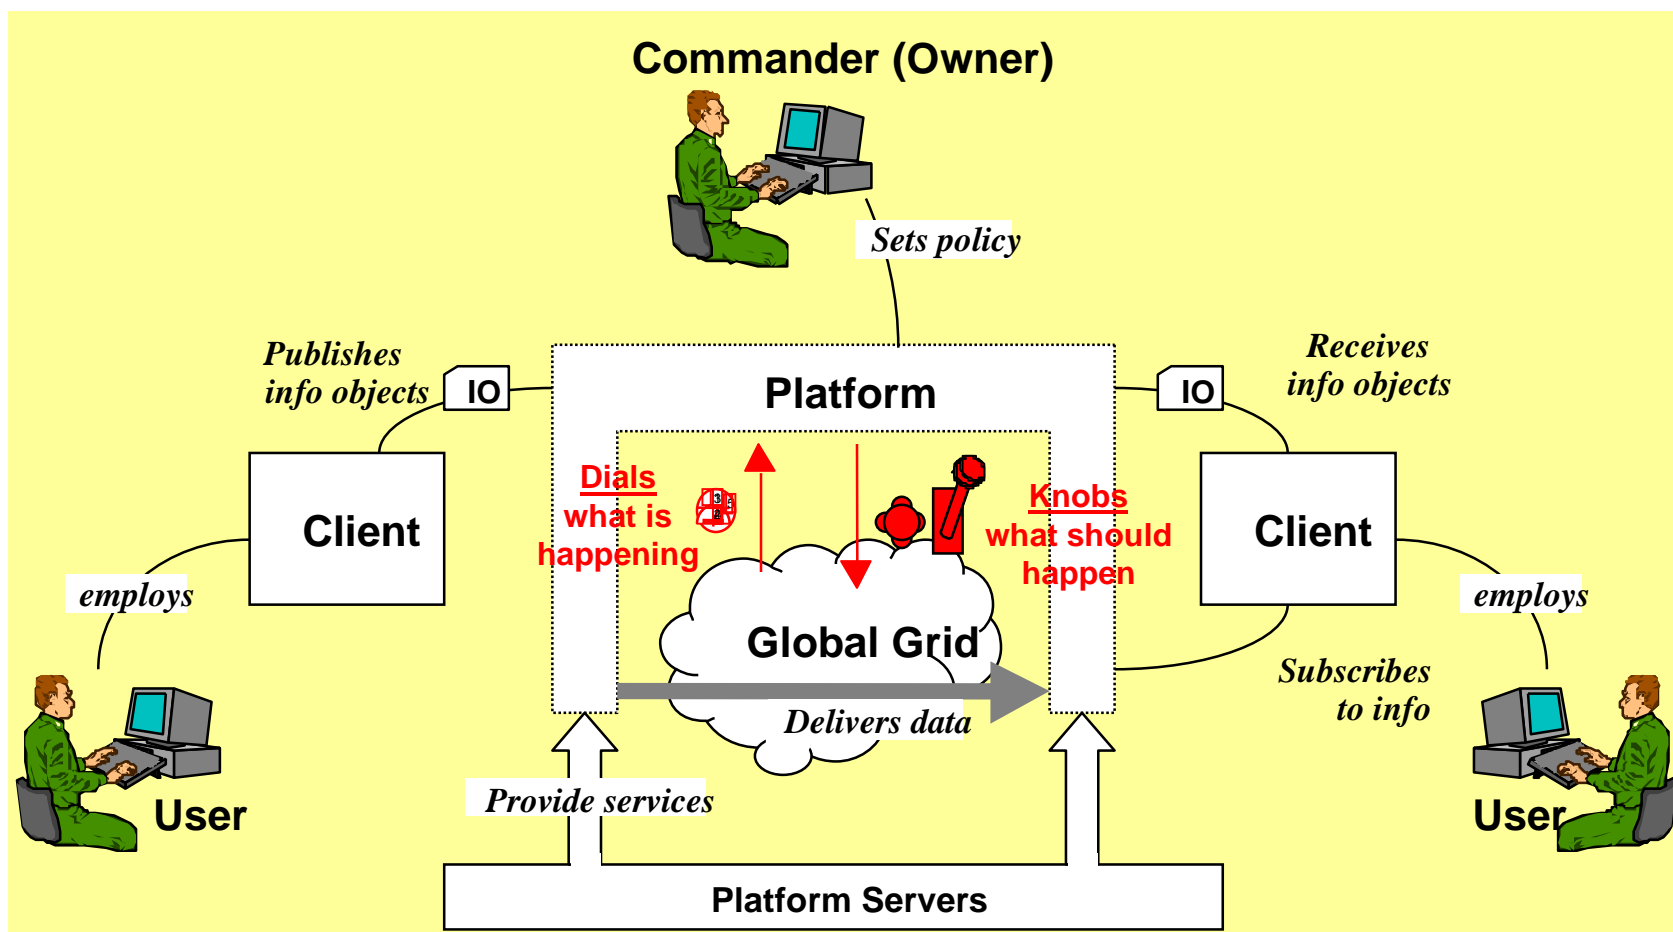 Commander (Owner)
Sets policy
Publishes
info objects
IO
Platform
IO
Receives
info objects
Client
Dials
what is
happening
Knobs
what should
happen
Client
employs
employs
Global Grid
Delivers data
Subscribes
to info
User
Provide services
User
Platform Servers